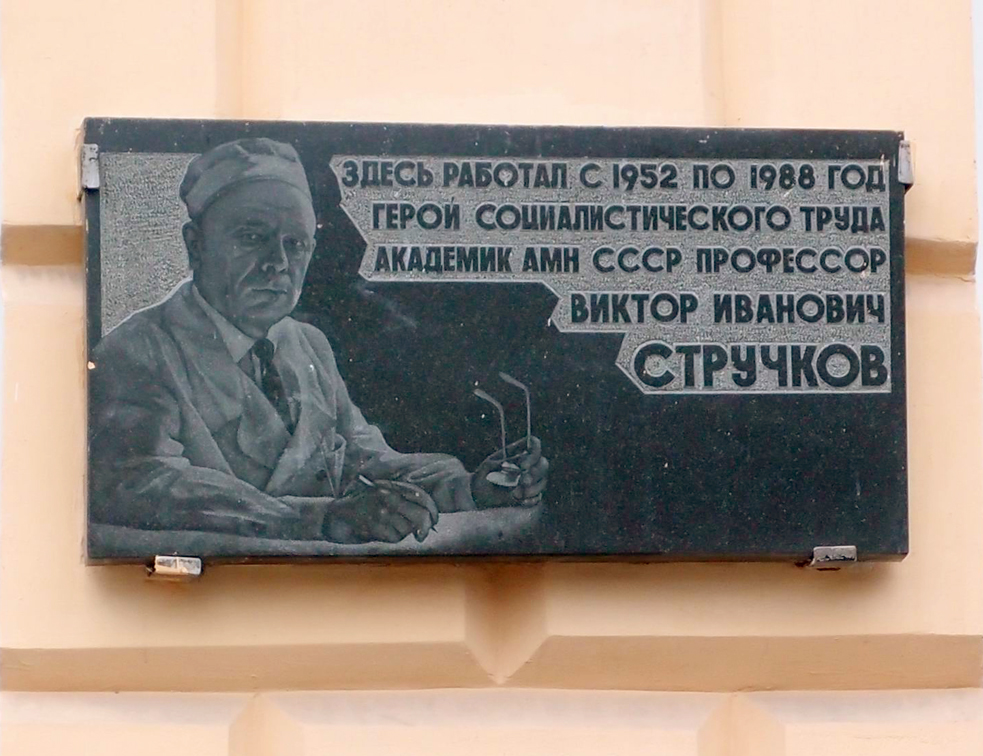 ЗДЕСЬ РАБОТАЛ С 1952 ПО 1988 ГОД
ГЕРОЙ СОЦИАЛИСТИЧЕСКОГО ТРУДА
АКАДЕМИК АМН СССР ПРОФЕССОР
ВИКТОР ИВАНОВИЧ
СТРУЧКОВ